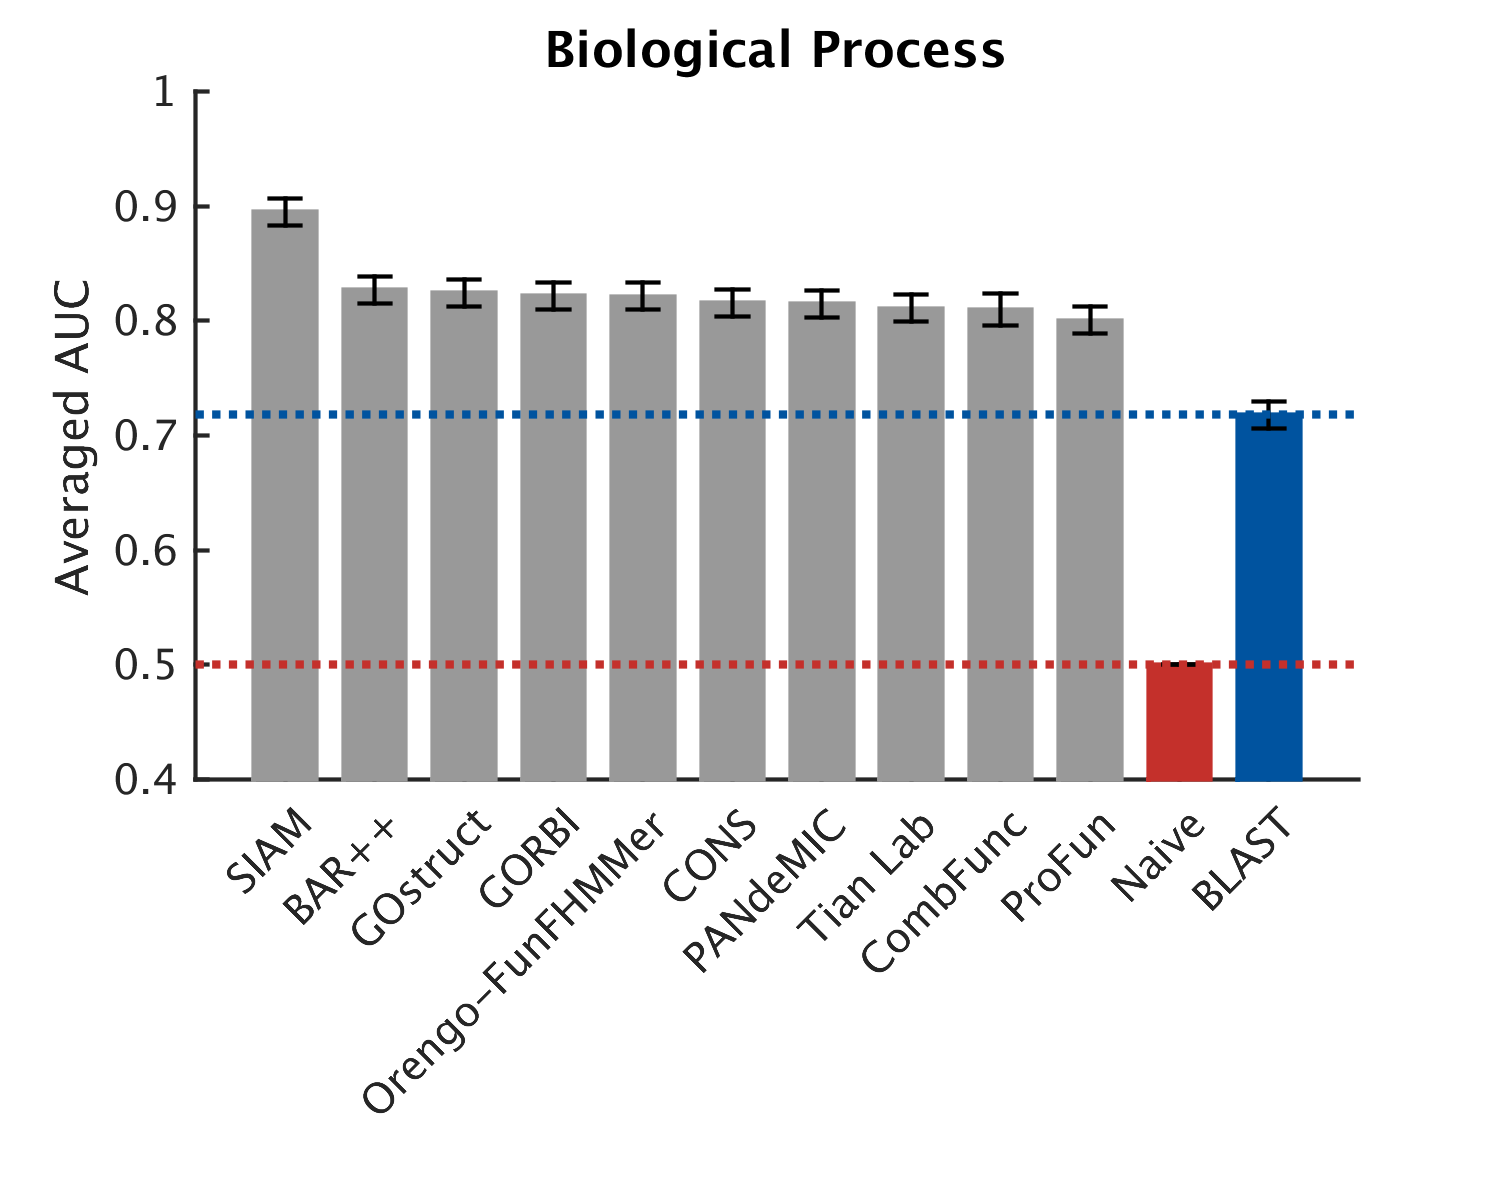 Biological Process
Averaged AUC
1
0.9
0.8
0.7
0.6
0.5
0.4
SIAM
BAR++
GOstruct
GORBI
Orengo–FunFHMMer
CONS
PANdeMIC
Tian Lab
CombFunc
ProFun
Naive
BLAST